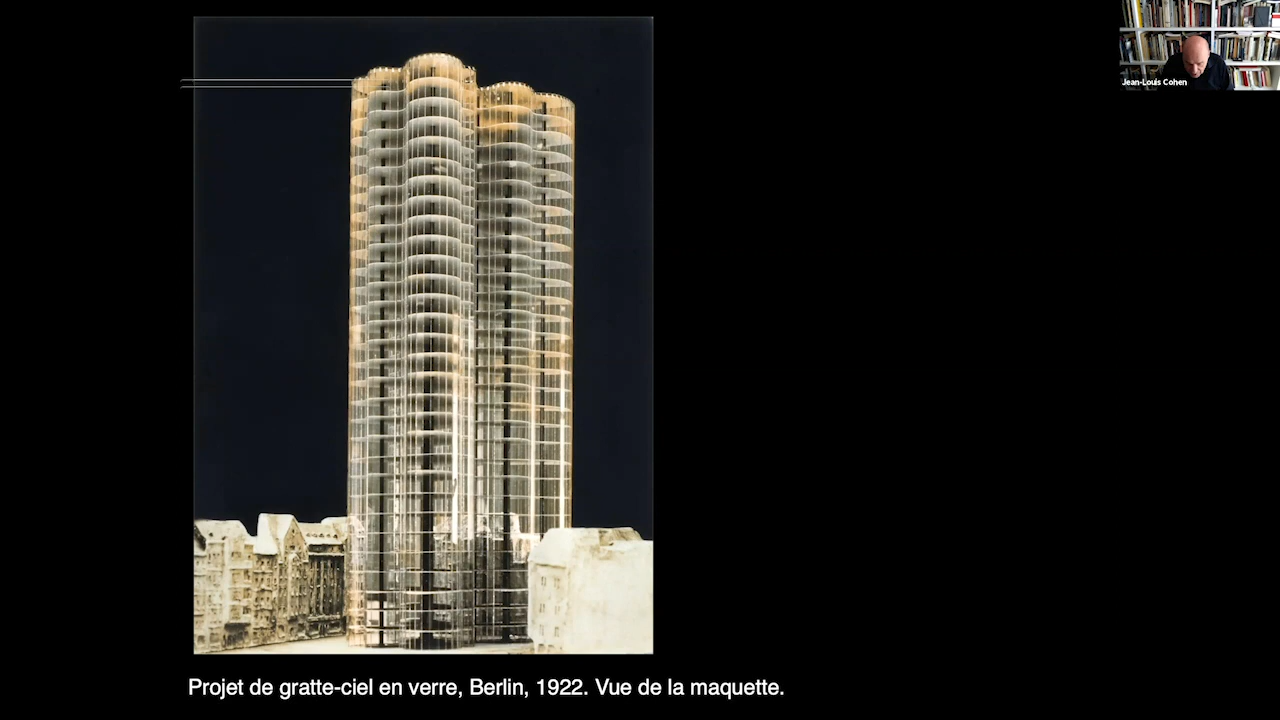 Jean-Louis Cohen
Projet de gratte-ciel en verre, Berlin, 1922. Vue de la maquette.